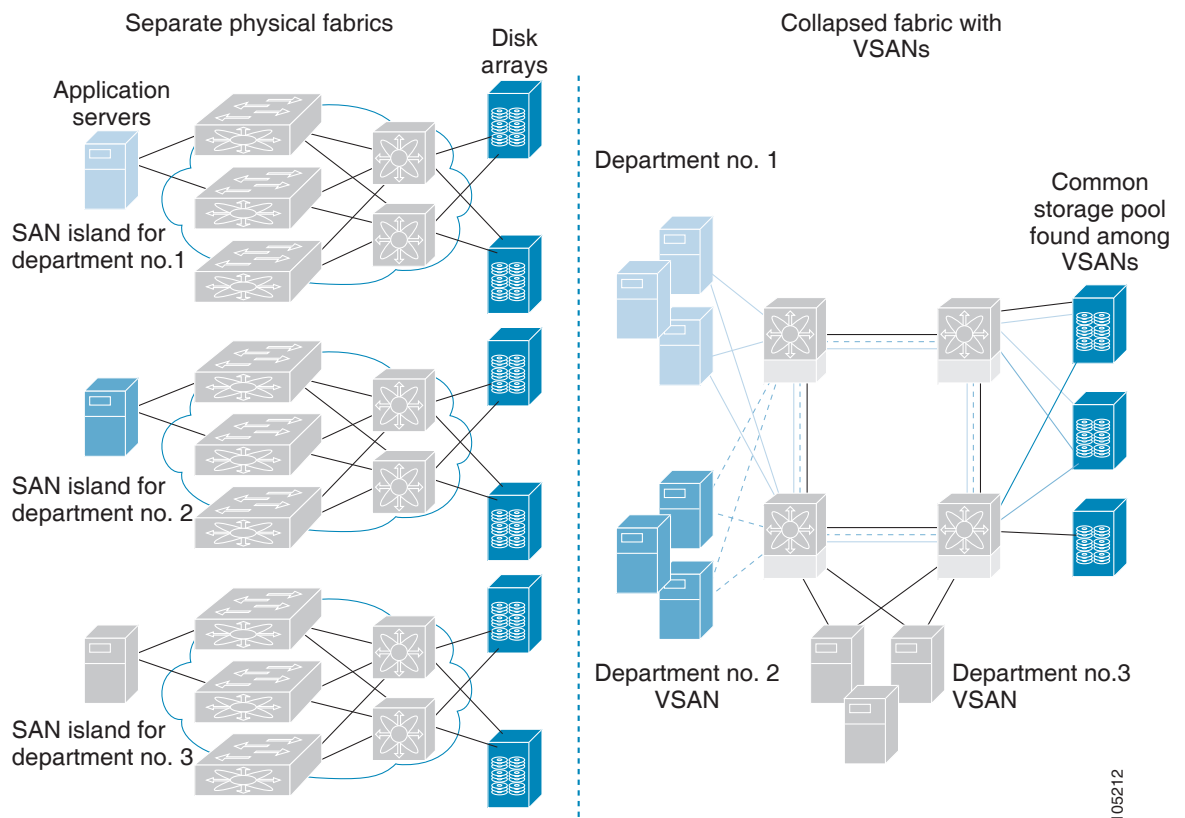 Separate physical fabrics
Disk
arrays
Application
servers
SAN island for
department no.1
SAN island for
department no. 2
SAN island for
department no. 3
Collapsed fabric with
VSANs
Department no. 1
Common
storage pool
found among
VSANs
Department no. 2
VSAN
Department no.3
VSAN
105212